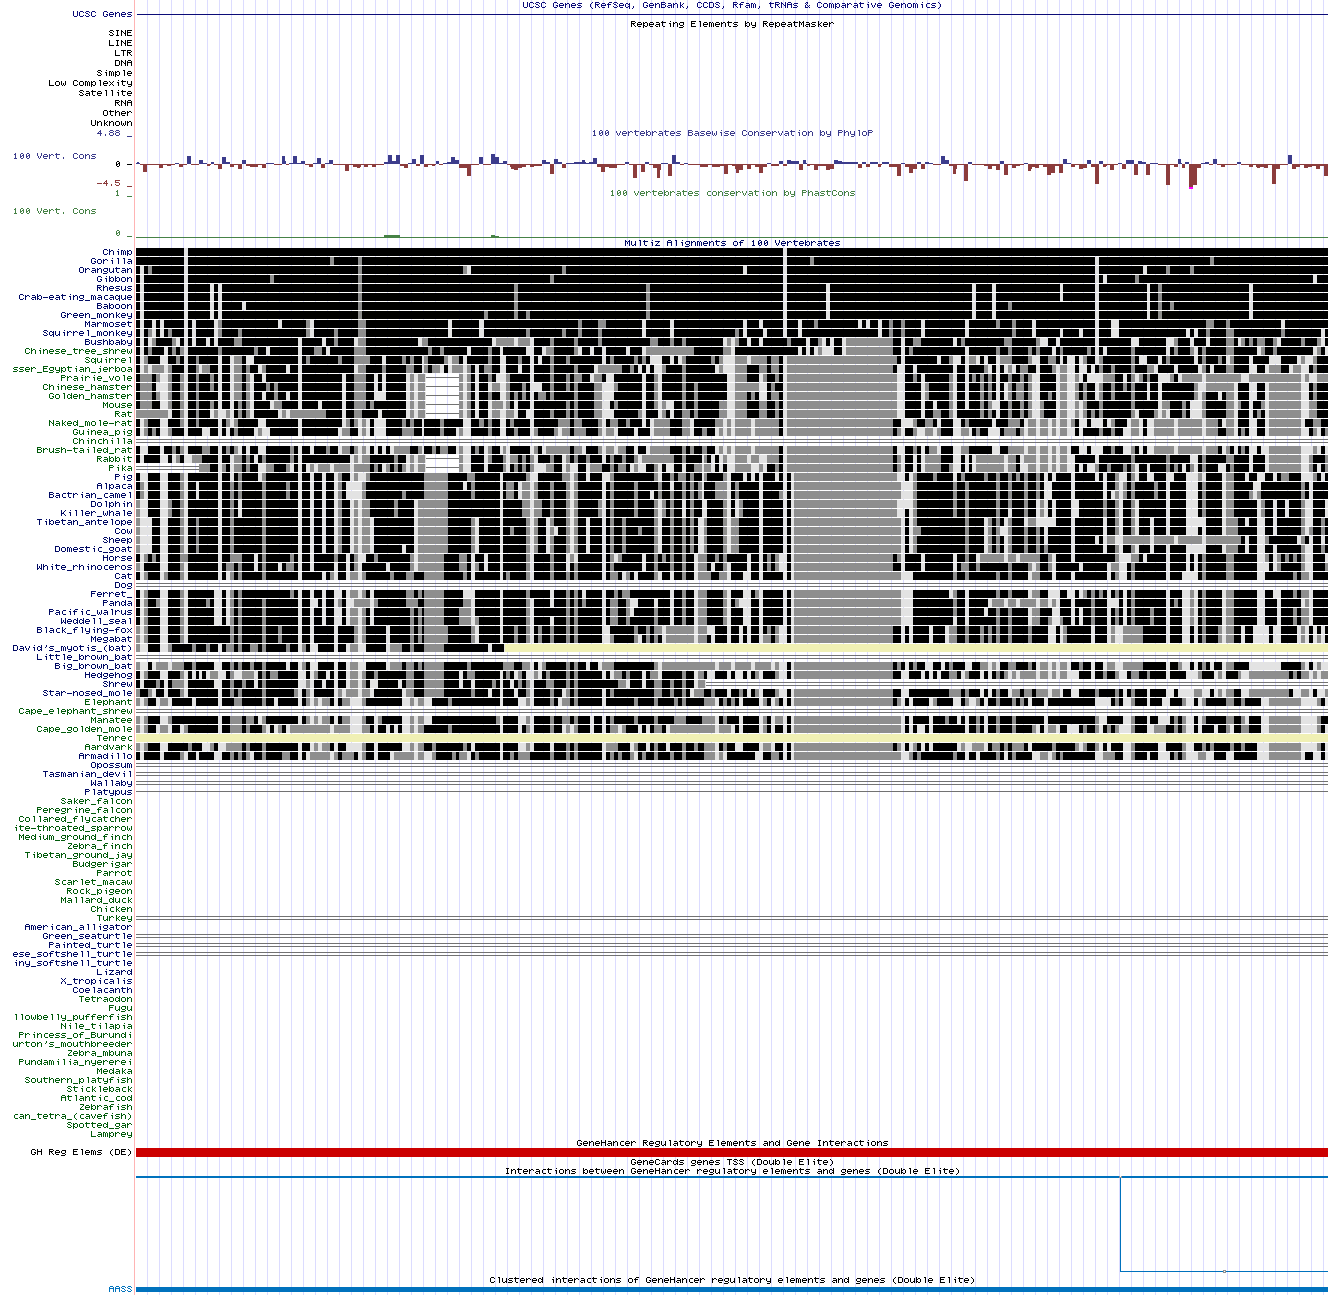 UCSC Genes (RefSeq, GenBank, CCDS, Rfam, tRNAs & Comparative Genomics)
UCSC Genes
Repeating Elements by RepeatMasker
SINE
LINE
LTR
DNA
Simple
Low Complexity
Satellite
RNA
Other
Unknown
4.88 _
100 vertebrates Basewise Conservation by PhyloP
100 Vert. Cons
0 _
-4.5 _
1 _
100 vertebrates conservation by PhastCons
100 Vert. Cons
0 _
Multiz Alignments of 100 Vertebrates
Chimp
Gorilla
Orangutan
Gibbon
Rhesus
Crab-eating_macaque
Baboon
Green_monkey
Marmoset
Squirrel_monkey
Bushbaby
Chinese_tree_shrew
Squirrel
sser_Egyptian_jerboa
Prairie_vole
Chinese_hamster
Golden_hamster
Mouse
Rat
Naked_mole-rat
Guinea_pig
Chinchilla
Brush-tailed_rat
Rabbit
Pika
Pig
Alpaca
Bactrian_camel
Dolphin
Killer_whale
Tibetan_antelope
Cow
Sheep
Domestic_goat
Horse
White_rhinoceros
Cat
Dog
Ferret_
Panda
Pacific_walrus
Weddell_seal
Black_flying-fox
Megabat
David's_myotis_(bat)
Little_brown_bat
Big_brown_bat
Hedgehog
Shrew
Star-nosed_mole
Elephant
Cape_elephant_shrew
Manatee
Cape_golden_mole
Tenrec
Aardvark
Armadillo
Opossum
Tasmanian_devil
Wallaby
Platypus
Saker_falcon
Peregrine_falcon
Collared_flycatcher
ite-throated_sparrow
Medium_ground_finch
Zebra_finch
Tibetan_ground_jay
Budgerigar
Parrot
Scarlet_macaw
Rock_pigeon
Mallard_duck
Chicken
Turkey
American_alligator
Green_seaturtle
Painted_turtle
ese_softshell_turtle
iny_softshell_turtle
Lizard
X_tropicalis
Coelacanth
Tetraodon
Fugu
llowbelly_pufferfish
Nile_tilapia
Princess_of_Burundi
urton's_mouthbreeder
Zebra_mbuna
Pundamilia_nyererei
Medaka
Southern_platyfish
Stickleback
Atlantic_cod
Zebrafish
can_tetra_(cavefish)
Spotted_gar
Lamprey
GeneHancer Regulatory Elements and Gene Interactions
GH Reg Elems (DE)
GeneCards genes TSS (Double Elite)
Interactions between GeneHancer regulatory elements and genes (Double Elite)
Clustered interactions of GeneHancer regulatory elements and genes (Double Elite)
AASS